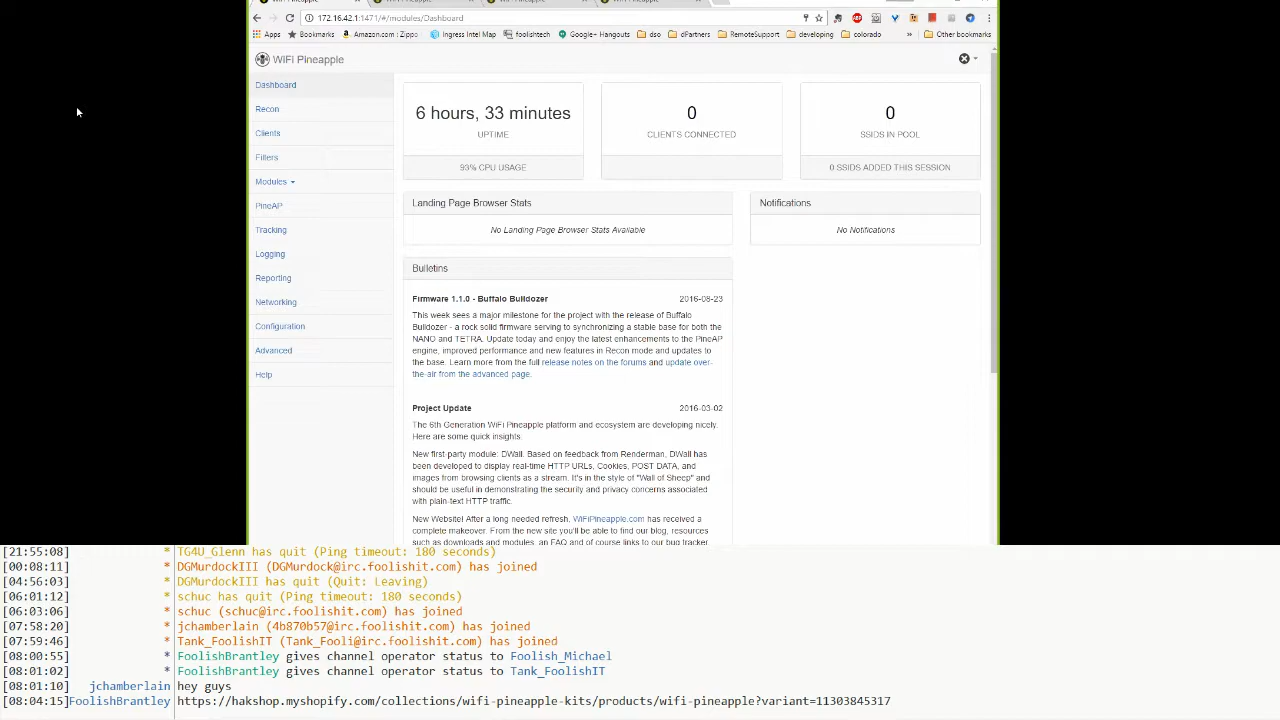 172.16.42.1:1471/#/modules/Dashboard
Apps Bookmarks Amazon.com | Zippo Ingress Intel Map foolishtech Google+ Hangouts dso dPartners RemoteSupport developing colorado » Other bookmarks
WiFi Pineapple
Dashboard
Recon
Clients
Filters
Modules
PineAP
Tracking
Logging
Reporting
Networking
Configuration
Advanced
Help
6 hours, 33 minutes
UPTIME
93% CPU USAGE
0
CLIENTS CONNECTED
0
SSIDS IN POOL
0 SSIDS ADDED THIS SESSION
Landing Page Browser Stats
No Landing Page Browser Stats Available
Notifications
No Notifications
Bulletins
Firmware 1.1.0 - Buffalo Bulldozer 2016-08-23
This week sees a major milestone for the project with the release of Buffalo
Bulldozer - a rock solid firmware serving to synchronizing a stable base for both the
NANO and TETRA. Update today and enjoy the latest enhancements to the PineAP
engine, improved performance and new features in Recon mode and updates to
the base. Learn more from the full release notes on the forums and update over-
the-air from the advanced page.
Project Update 2016-03-02
The 6th Generation WiFi Pineapple platform and ecosystem are developing nicely.
Here are some quick insights.
New first-party module: DWall. Based on feedback from Renderman, DWall has
been developed to display real-time HTTP URLs, Cookies, POST DATA, and
images from browsing clients as a stream. It's in the style of "Wall of Sheep" and
should be useful in demonstrating the security and privacy concerns associated
with plain-text HTTP traffic.
New Website! After a long needed refresh, WiFiPineapple.com has received a
complete makeover. From the new site you'll be able to find our blog, resources
such as downloads and modules, an FAQ and of course links to our bug tracker,
[21:55:08] * TG4U_Glenn has quit (Ping timeout: 180 seconds)
[00:08:11] * DGMurdockIII (DGMurdock@irc.foolishit.com) has joined
[04:56:03] * DGMurdockIII has quit (Quit: Leaving)
[06:01:12] * schuc has quit (Ping timeout: 180 seconds)
[06:03:06] * schuc (schuc@irc.foolishit.com) has joined
[07:58:20] * jchamberlain (4b870b57@irc.foolishit.com) has joined
[07:59:46] * Tank_FoolishIT (Tank_Fooli@irc.foolishit.com) has joined
[08:00:55] * FoolishBrantley gives channel operator status to Foolish_Michael
[08:01:02] * FoolishBrantley gives channel operator status to Tank_FoolishIT
[08:01:10] jchamberlain hey guys
[08:04:15] FoolishBrantley https://hakshop.myshopify.com/collections/wifi-pineapple-kits/products/wifi-pineapple?variant=11303845317